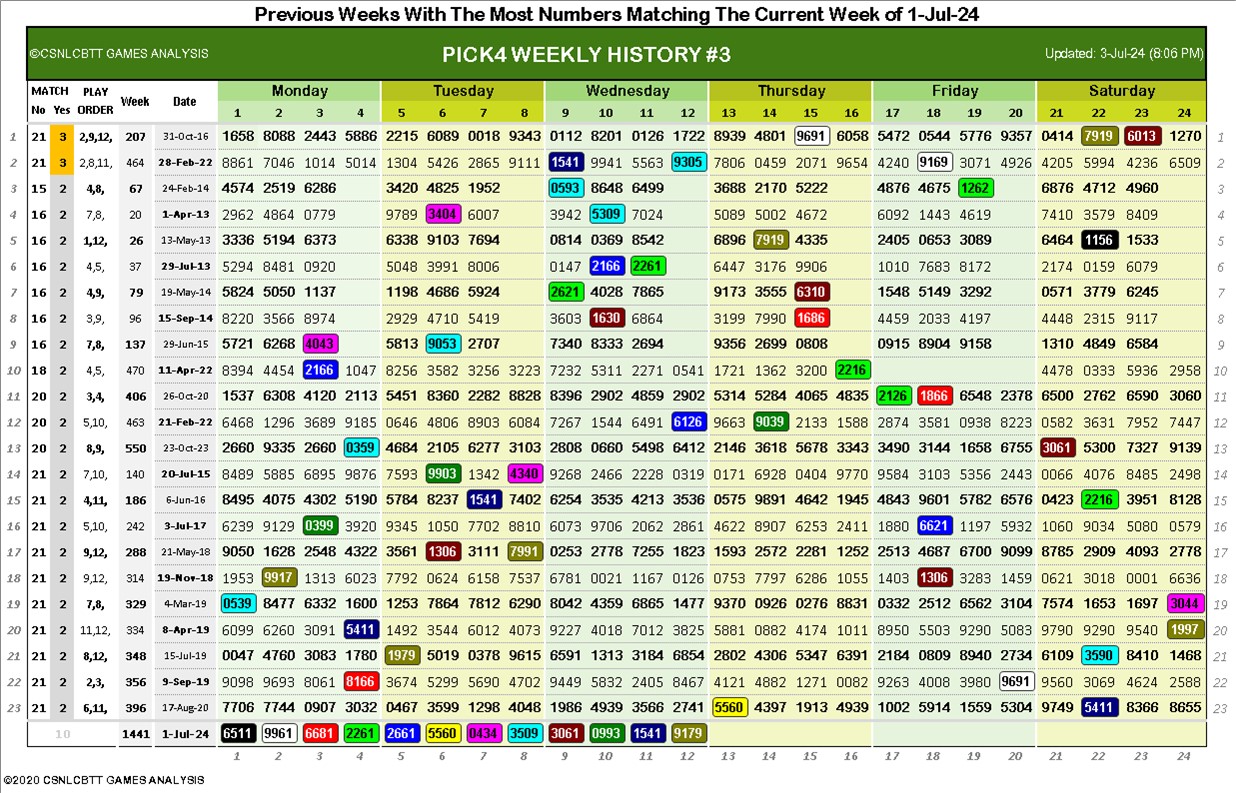 Previous Weeks With The Most Numbers Matching The Current Week of 1-Jul-24
©CSNLCBTT GAMES ANALYSIS PICK4 WEEKLY HISTORY #3 Updated: 3-Jul-24 (8:06 PM)
MATCH PLAY Week Date Monday Tuesday Wednesday Thursday Friday Saturday
No Yes ORDER 1 2 3 4 5 6 7 8 9 10 11 12 13 14 15 16 17 18 19 20 21 22 23 24
1 21 3 2,9,12, 207 31-Oct-16 1658 8088 2443 5886 2215 6089 0018 9343 0112 8201 0126 1722 8939 4801 9691 6058 5472 0544 5776 9357 0414 7919 6013 1270 1
2 21 3 2,8,11, 464 28-Feb-22 8861 7046 1014 5014 1304 5426 2865 9111 1541 9941 5563 9305 7806 0459 2071 9654 4240 9169 3071 4926 4205 5994 4236 6509 2
3 15 2 4,8, 67 24-Feb-14 4574 2519 6286 3420 4825 1952 0593 8648 6499 3688 2170 5222 4876 4675 1262 6876 4712 4960 3
4 16 2 7,8, 20 1-Apr-13 2962 4864 0779 9789 3404 6007 3942 5309 7024 5089 5002 4672 6092 1443 4619 7410 3579 8409 4
5 16 2 1,12, 26 13-May-13 3336 5194 6373 6338 9103 7694 0814 0369 8542 6896 7919 4335 2405 0653 3089 6464 1156 1533 5
6 16 2 4,5, 37 29-Jul-13 5294 8481 0920 5048 3991 8006 0147 2166 2261 6447 3176 9906 1010 7683 8172 2174 0159 6079 6
7 16 2 4,9, 79 19-May-14 5824 5050 1137 1198 4686 5924 2621 4028 7865 9173 3555 6310 1548 5149 3292 0571 3779 6245 7
8 16 2 3,9, 96 15-Sep-14 8220 3566 8974 2929 4710 5419 3603 1630 6864 3199 7990 1686 4459 2033 4197 4448 2315 9117 8
9 16 2 7,8, 137 29-Jun-15 5721 6268 4043 5813 9053 2707 7340 8333 2694 9356 2699 0808 0915 8904 9158 1310 4849 6584 9
10 18 2 4,5, 470 11-Apr-22 8394 4454 2166 1047 8256 3582 3256 3223 7232 5311 2271 0541 1721 1362 3200 2216 4478 0333 5936 2958 10
11 20 2 3,4, 406 26-Oct-20 1537 6308 4120 2113 5451 8360 2282 8828 8396 2902 4859 2902 5314 5284 4065 4835 2126 1866 6548 2378 6500 2762 6590 3060 11
12 20 2 5,10, 463 21-Feb-22 6468 1296 3689 9185 0646 4806 8903 6084 7267 1544 6491 6126 9663 9039 2133 1588 2874 3581 0938 8223 0582 3631 7952 7447 12
13 20 2 8,9, 550 23-Oct-23 2660 9335 2660 0359 4684 2105 6277 3103 2808 0660 5498 6412 2146 3618 5678 3343 3490 3144 1658 6755 3061 5300 7327 9139 13
14 21 2 7,10, 140 20-Jul-15 8489 5885 6895 9876 7593 9903 1342 4340 9268 2466 2228 0319 0171 6928 0404 9770 9584 3103 5156 2443 0066 4076 8485 2498 14
15 21 2 4,11, 186 6-Jun-16 8495 4075 4302 5190 5784 8237 1541 7402 6254 3535 4213 3536 0575 9891 4642 1945 4843 9601 5782 6576 0423 2216 3951 8128 15
16 21 2 5,10, 242 3-Jul-17 6239 9129 0399 3920 9345 1050 7702 8810 6073 9706 2062 2861 4622 8907 6253 2411 1880 6621 1197 5932 1060 9034 5080 0579 16
17 21 2 9,12, 288 21-May-18 9050 1628 2548 4322 3561 1306 3111 7991 0253 2778 7255 1823 1593 2572 2281 1252 2513 4687 6700 9099 8785 2909 4093 2778 17
18 21 2 9,12, 314 19-Nov-18 1953 9917 1313 6023 7792 0624 6158 7537 6781 0021 1167 0126 0753 7797 6286 1055 1403 1306 3283 1459 0621 3018 0001 6636 18
19 21 2 7,8, 329 4-Mar-19 0539 8477 6332 1600 1253 7864 7816 6290 8042 4359 6865 1477 9370 0926 0276 8831 0332 2512 6562 3104 7574 1653 1697 3044 19
20 21 2 11,12, 334 8-Apr-19 6099 6260 3091 5411 1492 3544 6012 4073 9227 4018 7012 3825 5881 8882 4174 1011 8950 5503 9290 5083 9790 9290 9540 1997 20
21 21 2 8,12, 348 15-Jul-19 0047 4760 3083 1780 1979 5019 0378 9615 6591 1313 3184 6854 2802 4306 5347 6391 2184 0809 8940 2734 6109 3590 8410 1468 21
22 21 2 2,3, 356 9-Sep-19 9098 9693 8061 8166 3674 5299 5690 4702 9449 5832 2405 8467 4121 4882 1271 0082 9263 4008 3980 9691 9560 3069 4624 2588 22
23 21 2 6,11, 396 17-Aug-20 7706 7744 0907 3032 0467 3599 1298 4048 1986 4939 3566 2741 5560 4397 1913 4939 1002 5914 1559 5304 9749 5411 8366 8655 23
10 1441 1-Jul-24 6511 9961 6681 2261 2661 5560 0434 3509 3061 0993 1541 9179
1 2 3 4 5 6 7 8 9 10 11 12 13 14 15 16 17 18 19 20 21 22 23 24
©2020 CSNLCBTT GAMES ANALYSIS